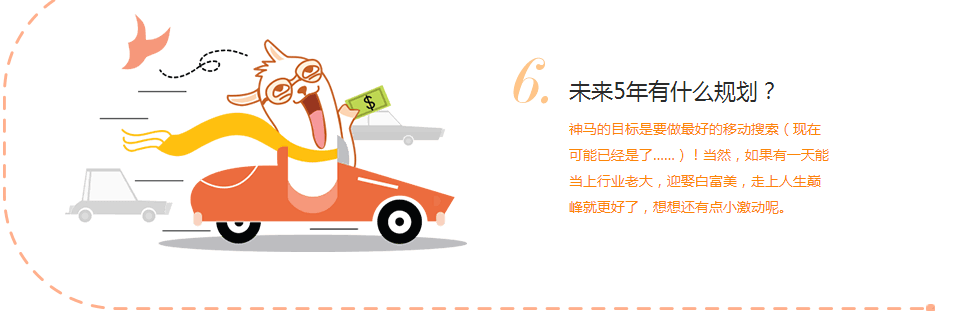 6.
未来5年有什么规划？
神马的目标是要做最好的移动搜索（现在
可能已经是了......）！当然，如果有一天能
当上行业老大，迎娶白富美，走上人生巅
峰就更好了，想想还有点小激动呢。
$